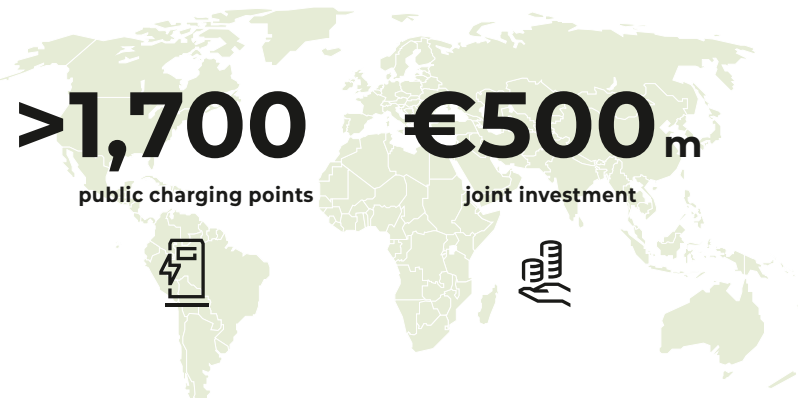 >1,700
public charging points
€500 m
joint investment